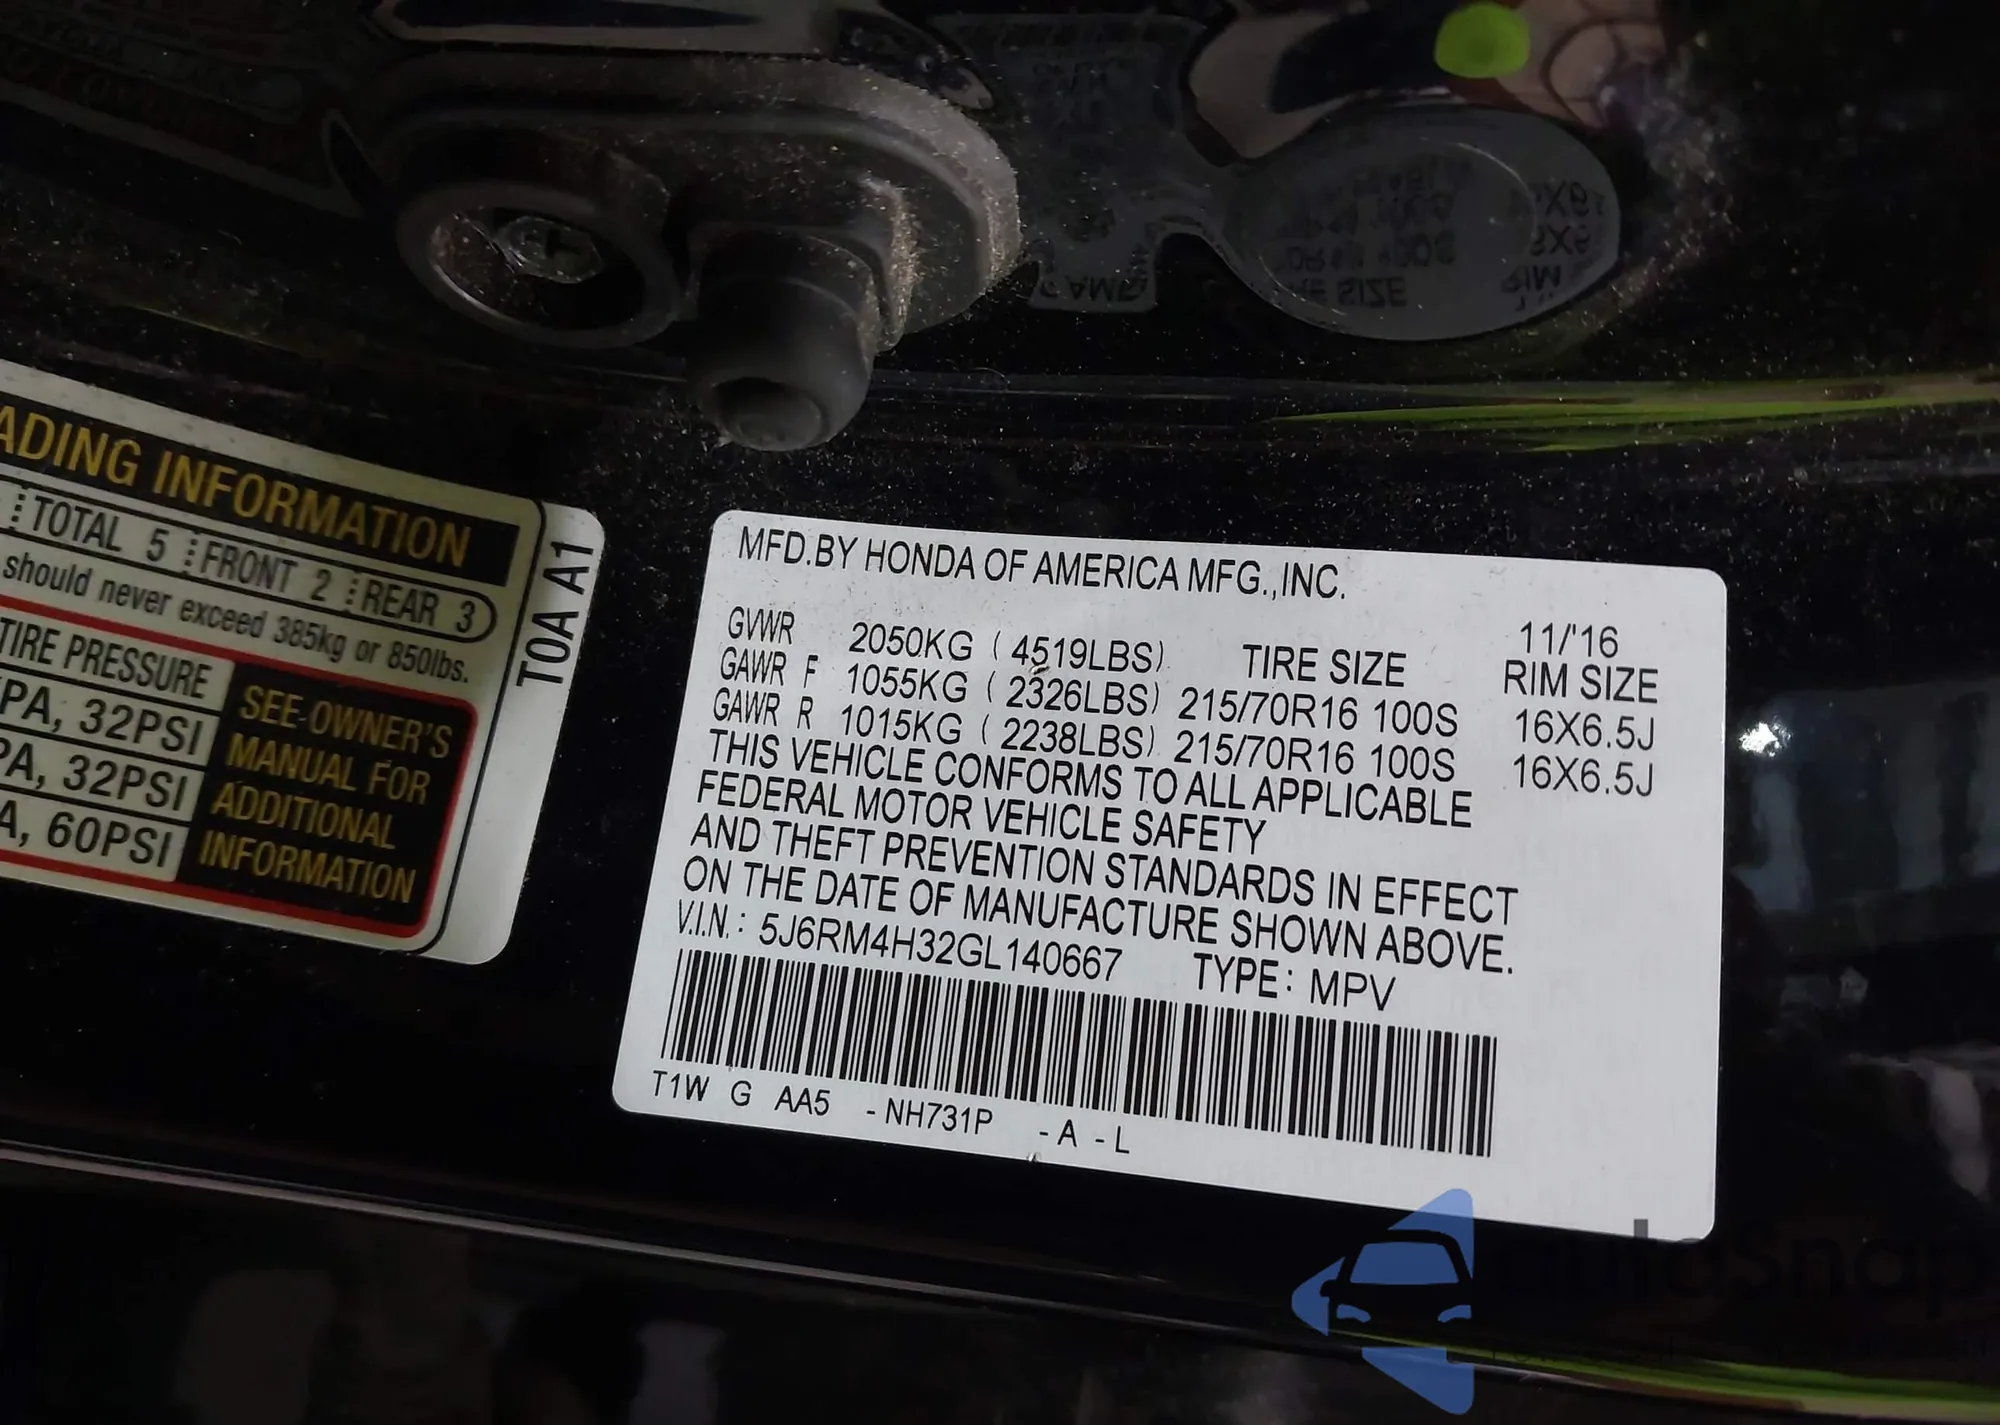 ADING INFORMATION
TOTAL 5 FRONT 2 REAR 3
should never exceed 385kg or 850lbs.
TIRE PRESSURE
PA, 32PSI
PA, 32PSI
A, 60PSI
SEE OWNER'S
MANUAL FOR
ADDITIONAL
INFORMATION
T0A A1
MFD.BY HONDA OF AMERICA MFG.,INC.
11/'16
GVWR 2050KG ( 4519LBS) TIRE SIZE RIM SIZE
GAWR F 1055KG ( 2326LBS) 215/70R16 100S 16X6.5J
GAWR R 1015KG ( 2238LBS) 215/70R16 100S 16X6.5J
THIS VEHICLE CONFORMS TO ALL APPLICABLE
FEDERAL MOTOR VEHICLE SAFETY
AND THEFT PREVENTION STANDARDS IN EFFECT
ON THE DATE OF MANUFACTURE SHOWN ABOVE.
V.I.N.: 5J6RM4H32GL140667 TYPE: MPV
T1W G AA5 -NH731P -A -L
autosnap